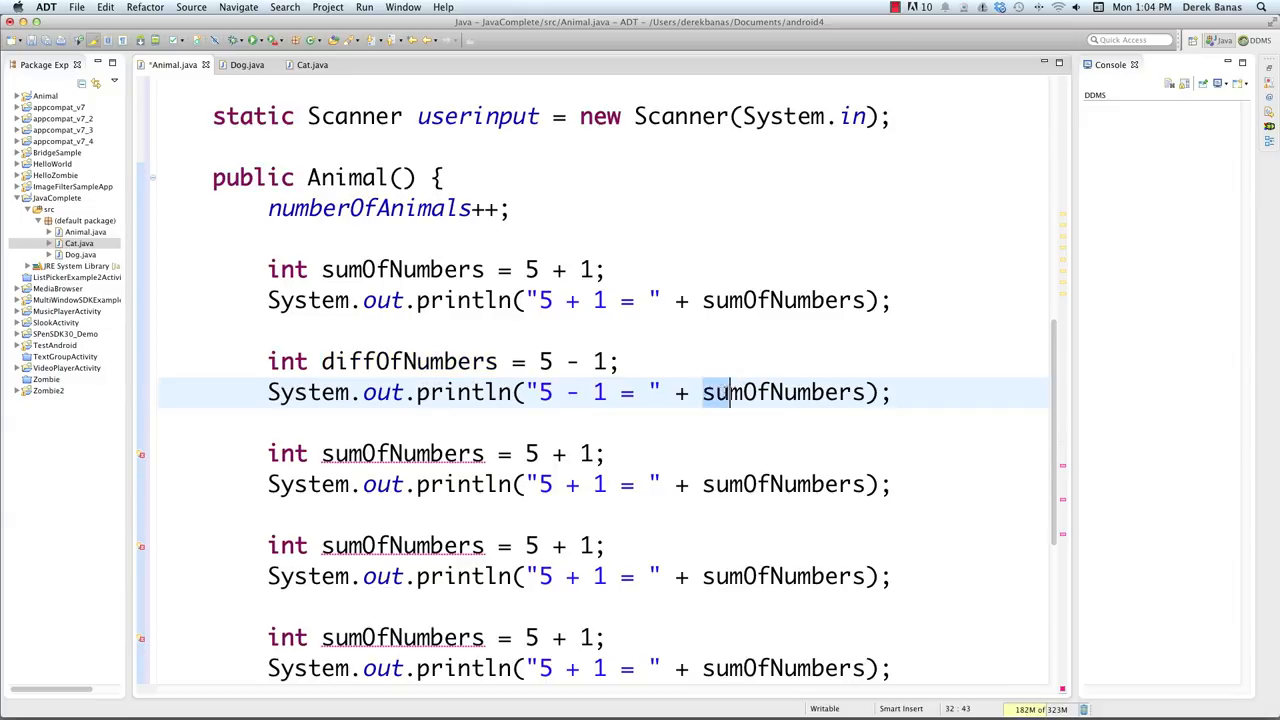 ADT File Edit Refactor Source Navigate Search Project Run Window Help
10 Mon 1:04 PM Derek Banas
Java – JavaComplete/src/Animal.java – ADT – /Users/derekbanas/Documents/android4
Quick Access
Java DDMS
Package Exp
*Animal.java Dog.java Cat.java
Console
DDMS
Animal
appcompat_v7
appcompat_v7_2
appcompat_v7_3
appcompat_v7_4
BridgeSample
HelloWorld
HelloZombie
ImageFilterSampleApp
JavaComplete
src
(default package)
Animal.java
Cat.java
Dog.java
JRE System Library [Ja
ListPickerExample2Activi
MediaBrowser
MultiWindowSDKExample
MusicPlayerActivity
SlookActivity
SPenSDK30_Demo
TestAndroid
TextGroupActivity
VideoPlayerActivity
Zombie
Zombie2
static Scanner userinput = new Scanner(System.in);
public Animal() {
numberOfAnimals++;
int sumOfNumbers = 5 + 1;
System.out.println("5 + 1 = " + sumOfNumbers);
int diffOfNumbers = 5 - 1;
System.out.println("5 - 1 = " + sumOfNumbers);
int sumOfNumbers = 5 + 1;
System.out.println("5 + 1 = " + sumOfNumbers);
int sumOfNumbers = 5 + 1;
System.out.println("5 + 1 = " + sumOfNumbers);
int sumOfNumbers = 5 + 1;
System.out.println("5 + 1 = " + sumOfNumbers);
Writable Smart Insert 32 : 43 182M of 323M